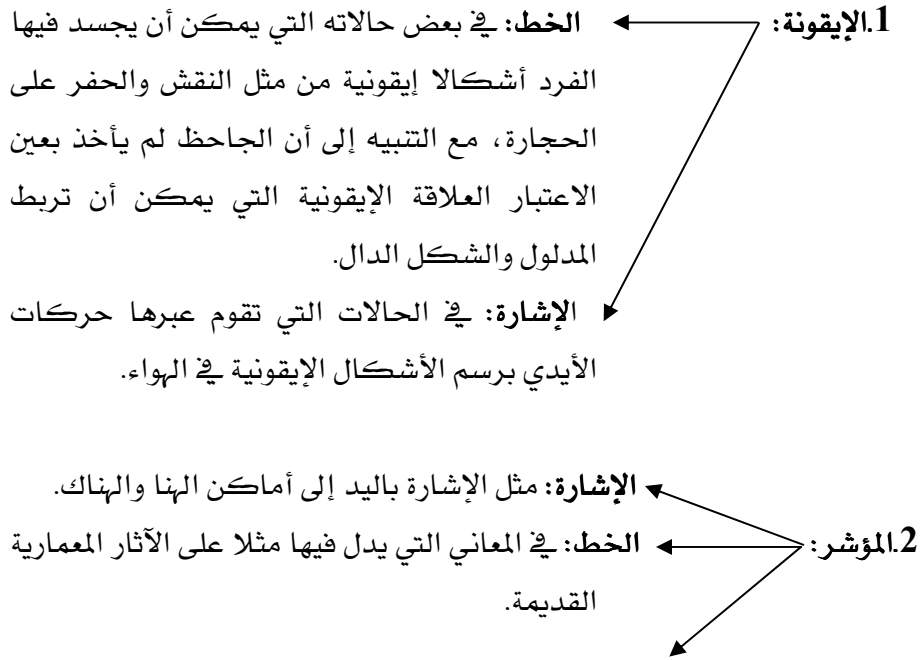 1.الإيقونة: الخط: في بعض حالاته التي يمكن أن يجسد فيها
الفرد أشكالا إيقونية من مثل النقش والحفر على
الحجارة، مع التنبيه إلى أن الجاحظ لم يأخذ بعين
الاعتبار العلاقة الإيقونية التي يمكن أن تربط
المدلول والشكل الدال.
الإشارة: في الحالات التي تقوم عبرها حركات
الأيدي برسم الأشكال الإيقونية في الهواء.
الإشارة: مثل الإشارة باليد إلى أماكن الهنا والهناك.
2.المؤشر: الخط: في المعاني التي يدل فيها مثلا على الآثار المعمارية
القديمة.